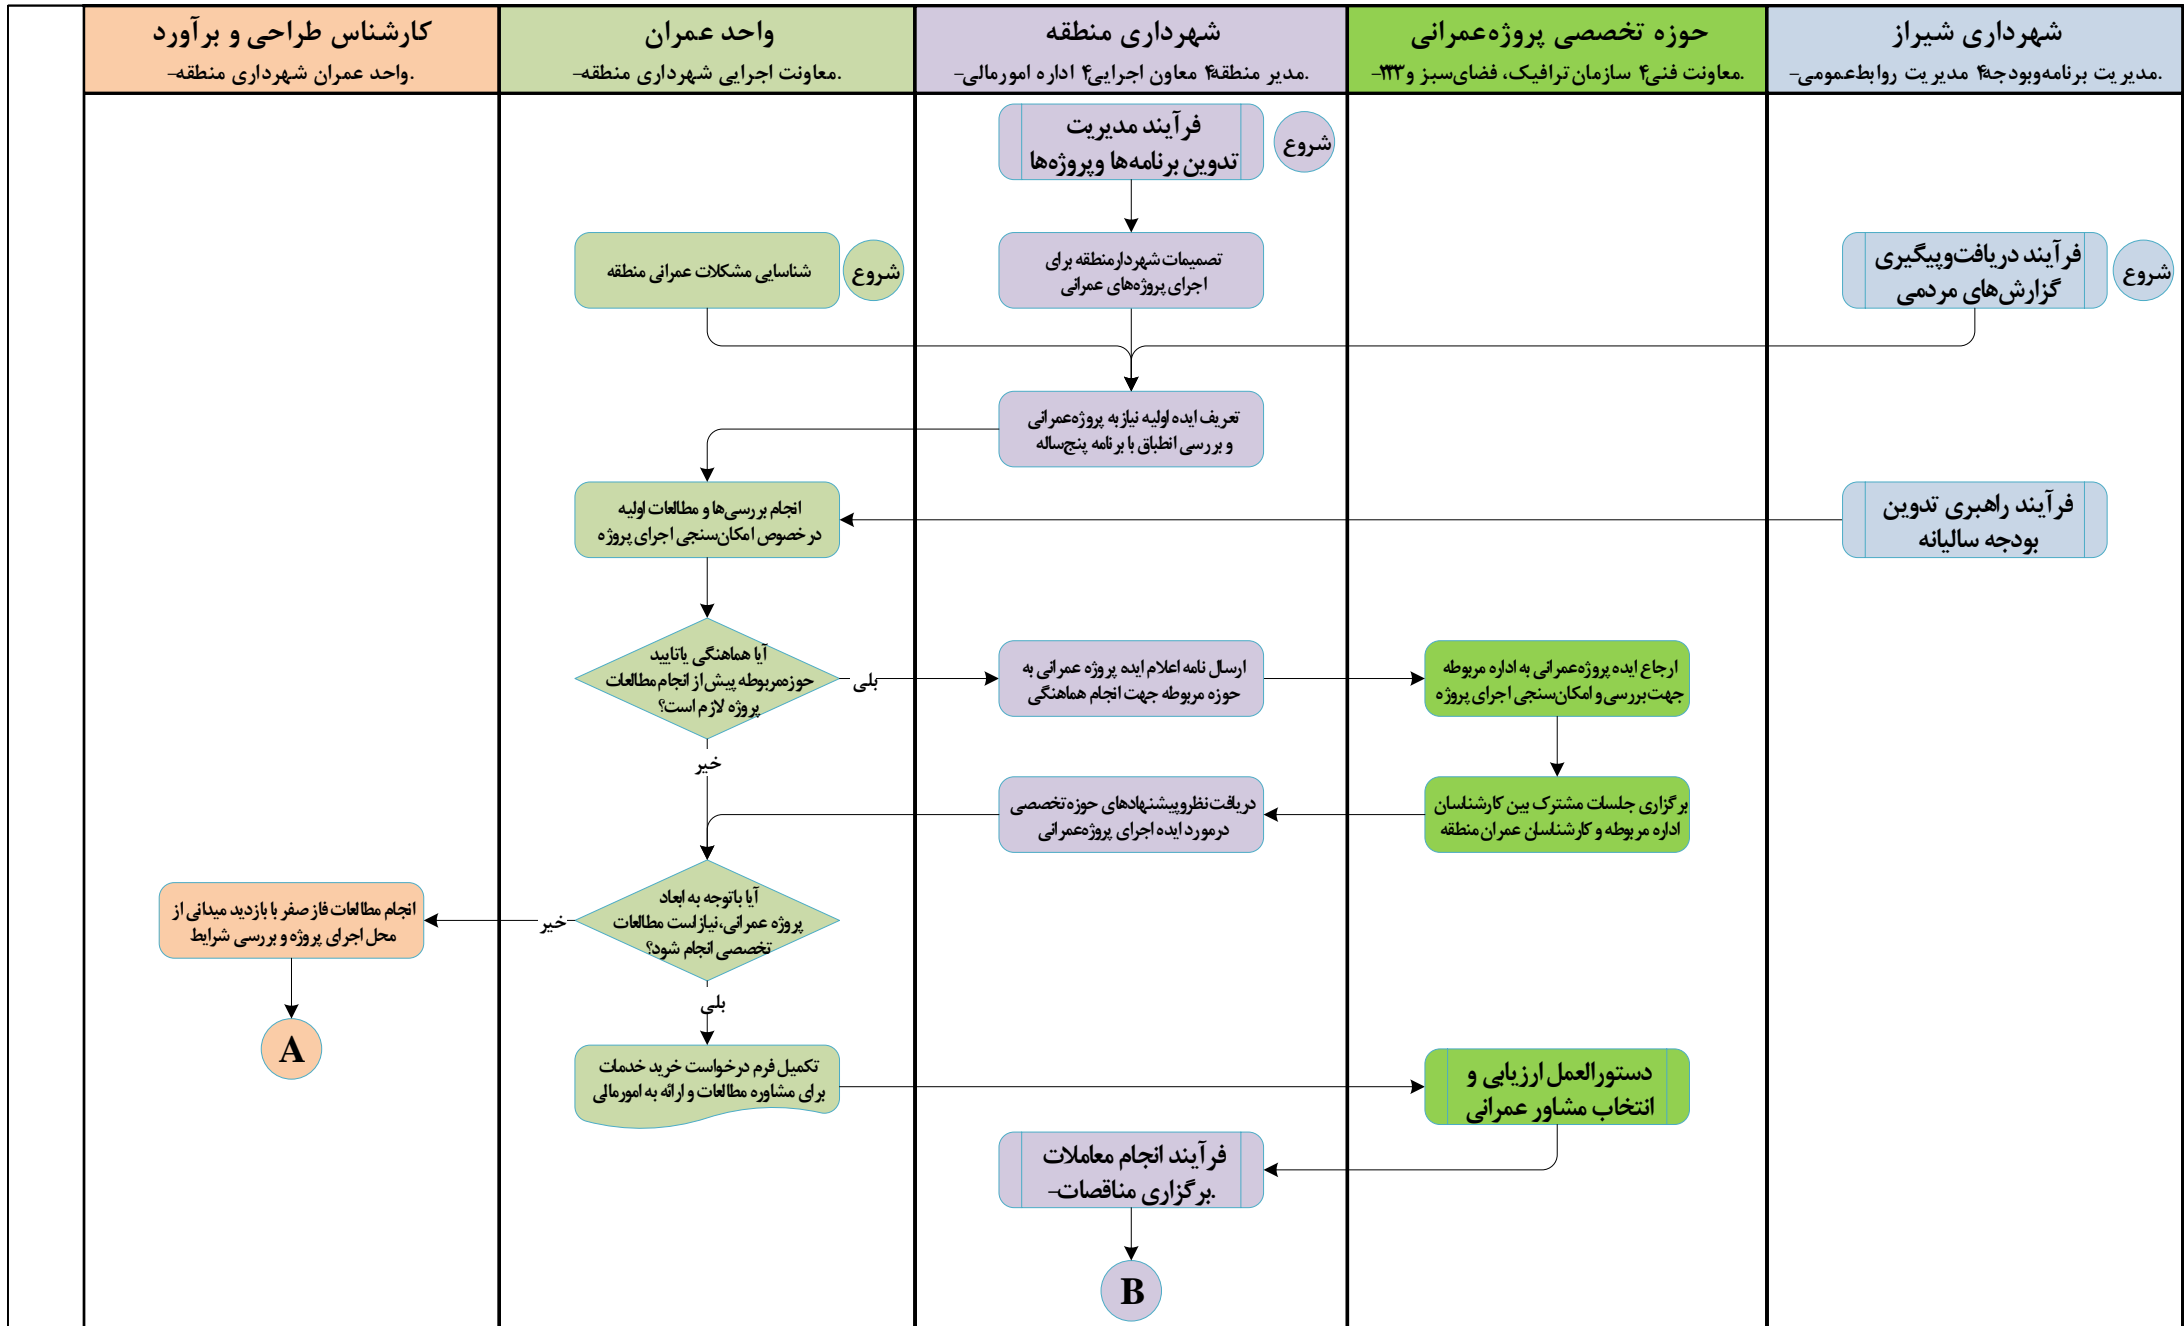 شهرداری شیراز
.مدیریت برنامه‌وبودجه۴ مدیریت روابط‌عمومی–
حوزه تخصصی پروژه‌عمرانی
.معاونت فنی۴ سازمان ترافیک، فضای‌سبز و۲۳۳–
شهرداری منطقه
.مدیر منطقه۴ معاون اجرایی۴ اداره امورمالی–
واحد عمران
.معاونت اجرایی شهرداری منطقه–
کارشناس طراحی و برآورد
.واحد عمران شهرداری منطقه–
شروع
فرآیند مدیریت
تدوین برنامه‌ها وپروژه‌ها
شروع
فرآیند دریافت‌وپیگیری
گزارش‌های مردمی
تصمیمات شهردارمنطقه برای
اجرای پروژه‌های عمرانی
شروع
شناسایی مشکلات عمرانی منطقه
تعریف ایده اولیه نیازبه پروژه‌عمرانی
و بررسی انطباق با برنامه پنج‌ساله
فرآیند راهبری تدوین
بودجه سالیانه
انجام بررسی‌ها و مطالعات اولیه
درخصوص امکان‌سنجی اجرای پروژه
آیا هماهنگی یاتایید
حوزه‌مربوطه پیش از انجام مطالعات
پروژه لازم است؟
بلی
ارسال نامه اعلام ایده پروژه عمرانی به
حوزه مربوطه جهت انجام هماهنگی
ارجاع ایده پروژه‌عمرانی به اداره مربوطه
جهت‌بررسی‌و امکان‌سنجی اجرای پروژه
خیر
برگزاری جلسات مشترک بین کارشناسان
اداره مربوطه و کارشناسان عمران منطقه
دریافت‌نظروپیشنهادهای حوزه‌تخصصی
درمورد ایده اجرای پروژه‌عمرانی
آیا باتوجه به ابعاد
پروژه عمرانی،نیازاست مطالعات
تخصصی انجام شود؟
خیر
انجام مطالعات فاز صفر با بازدید میدانی از
محل اجرای پروژه و بررسی شرایط
A
بلی
تکمیل فرم درخواست خرید خدمات
برای مشاوره مطالعات و ارائه به امورمالی
دستورالعمل ارزیابی و
انتخاب مشاور عمرانی
فرآیند انجام معاملات
.برگزاری مناقصات–
B